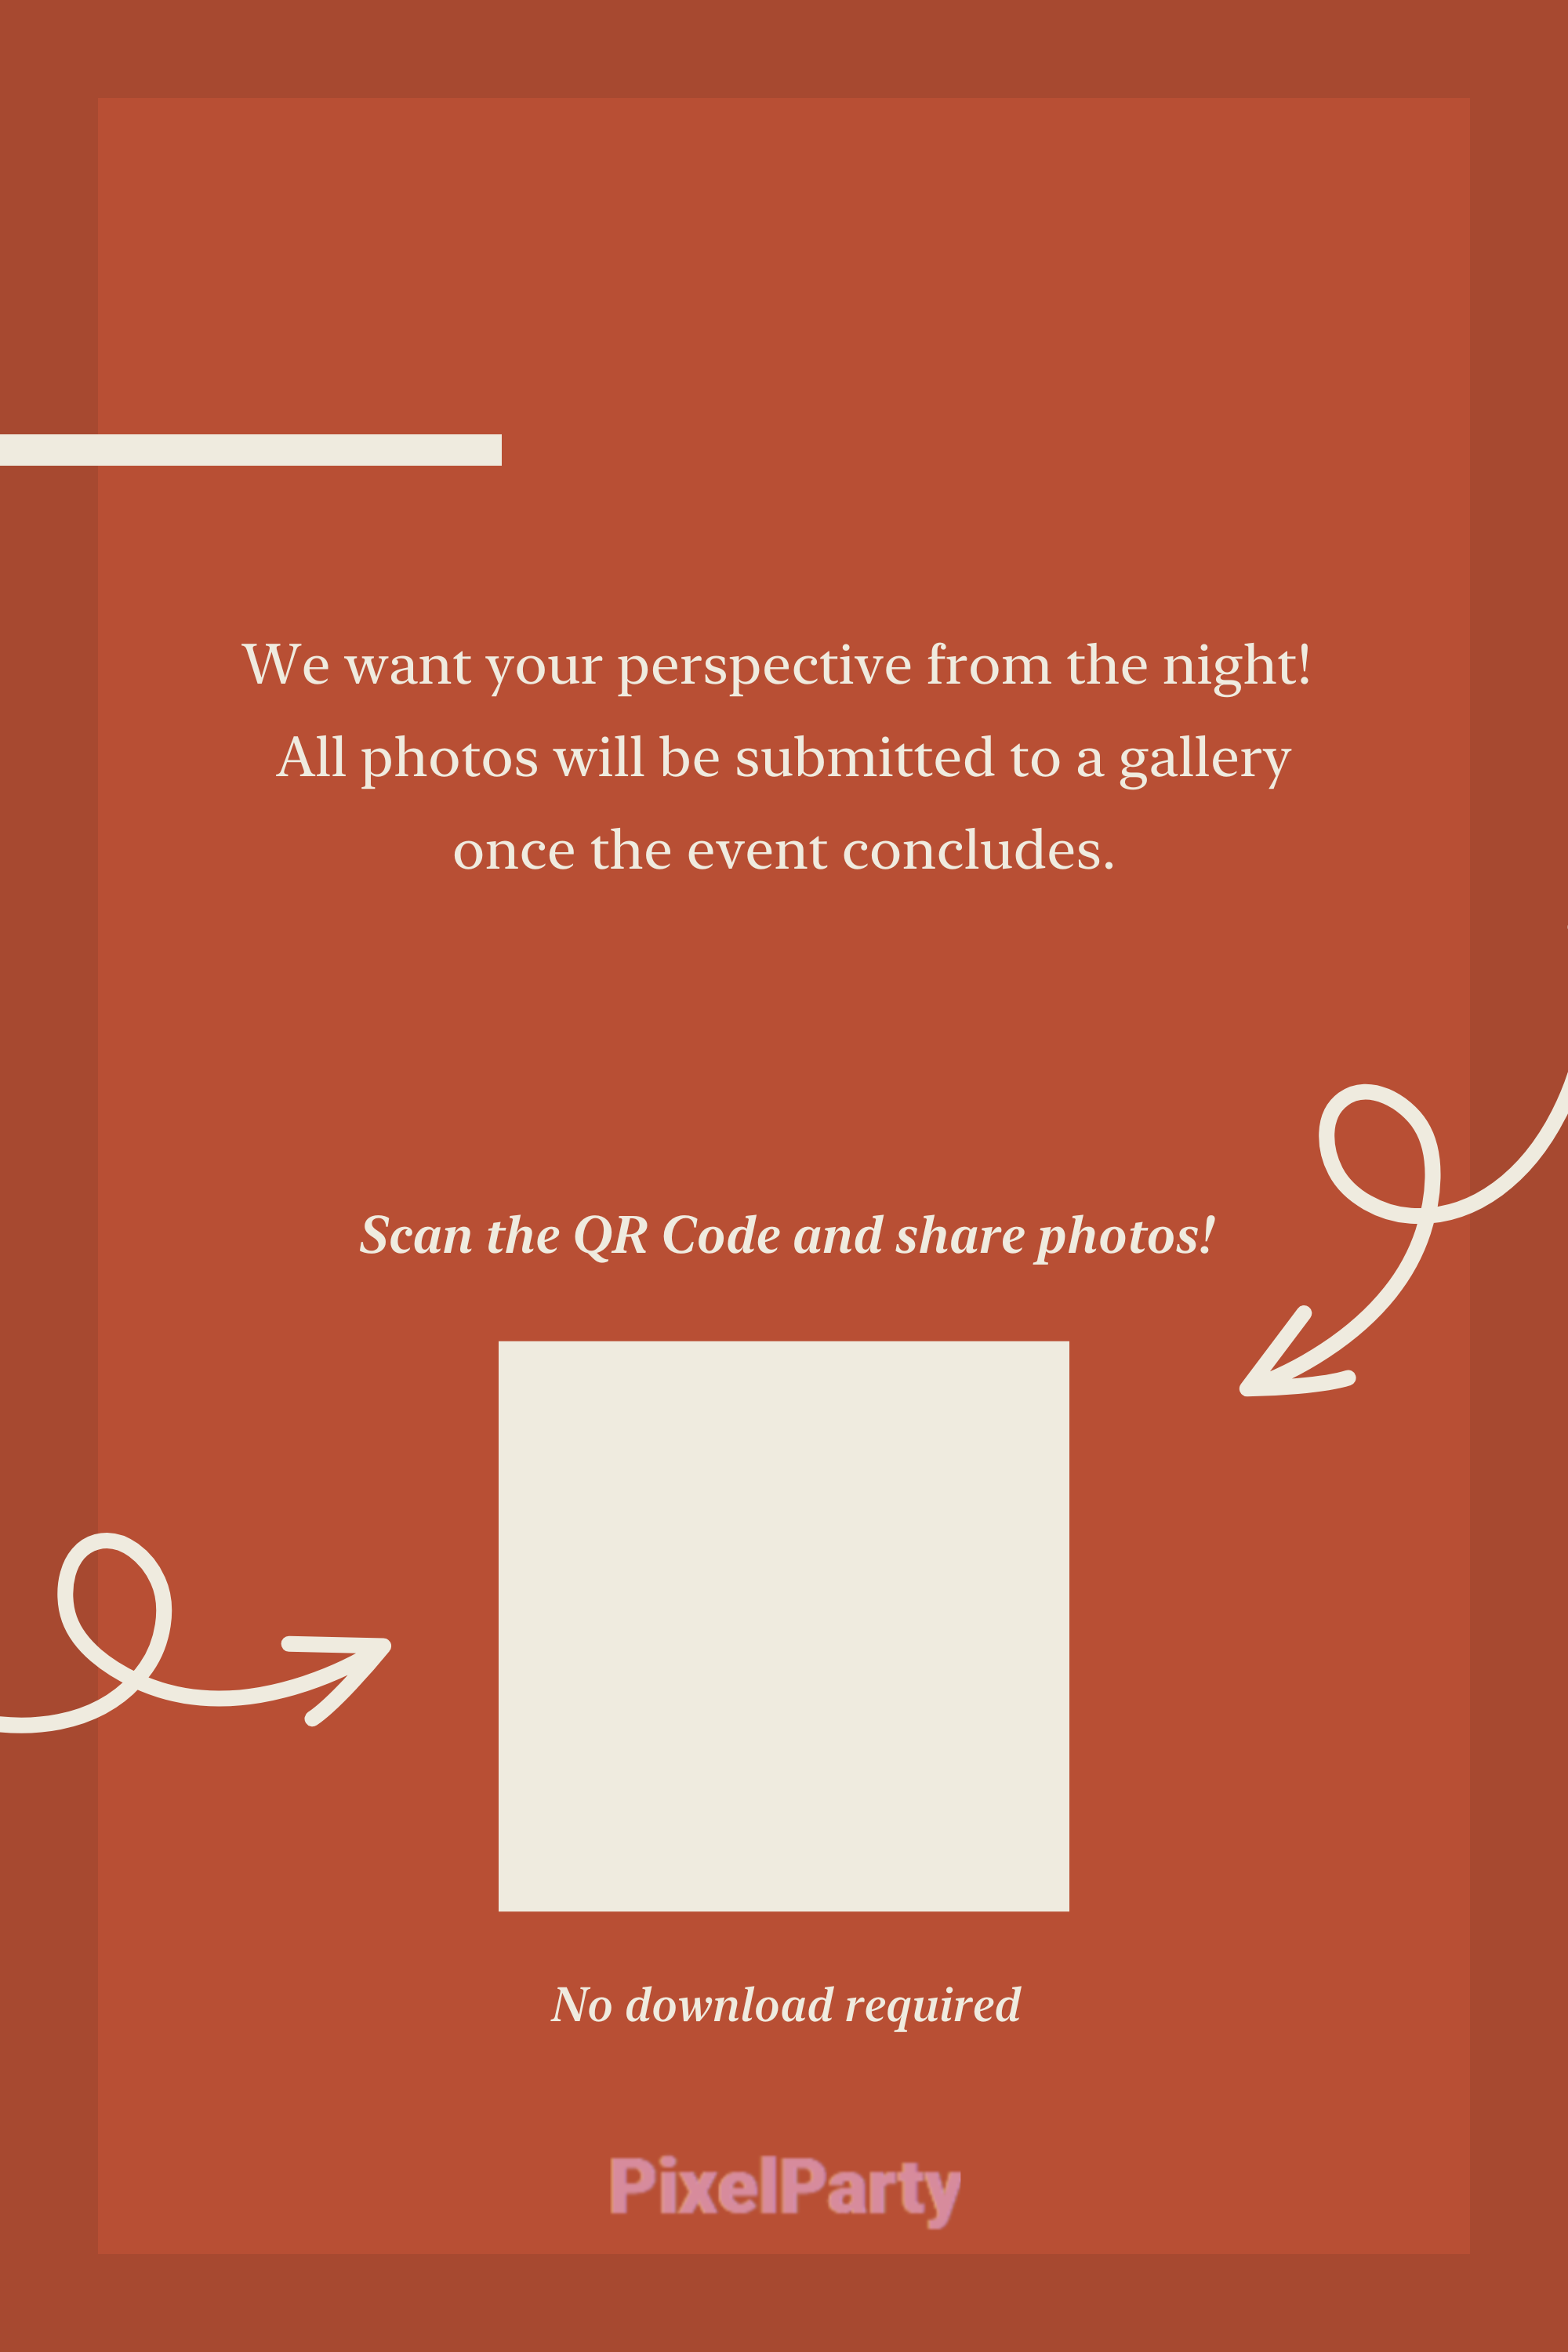 We want your perspective from the night!
All photos will be submitted to a gallery
once the event concludes.
Scan the QR Code and share photos!
No download required
PixelParty